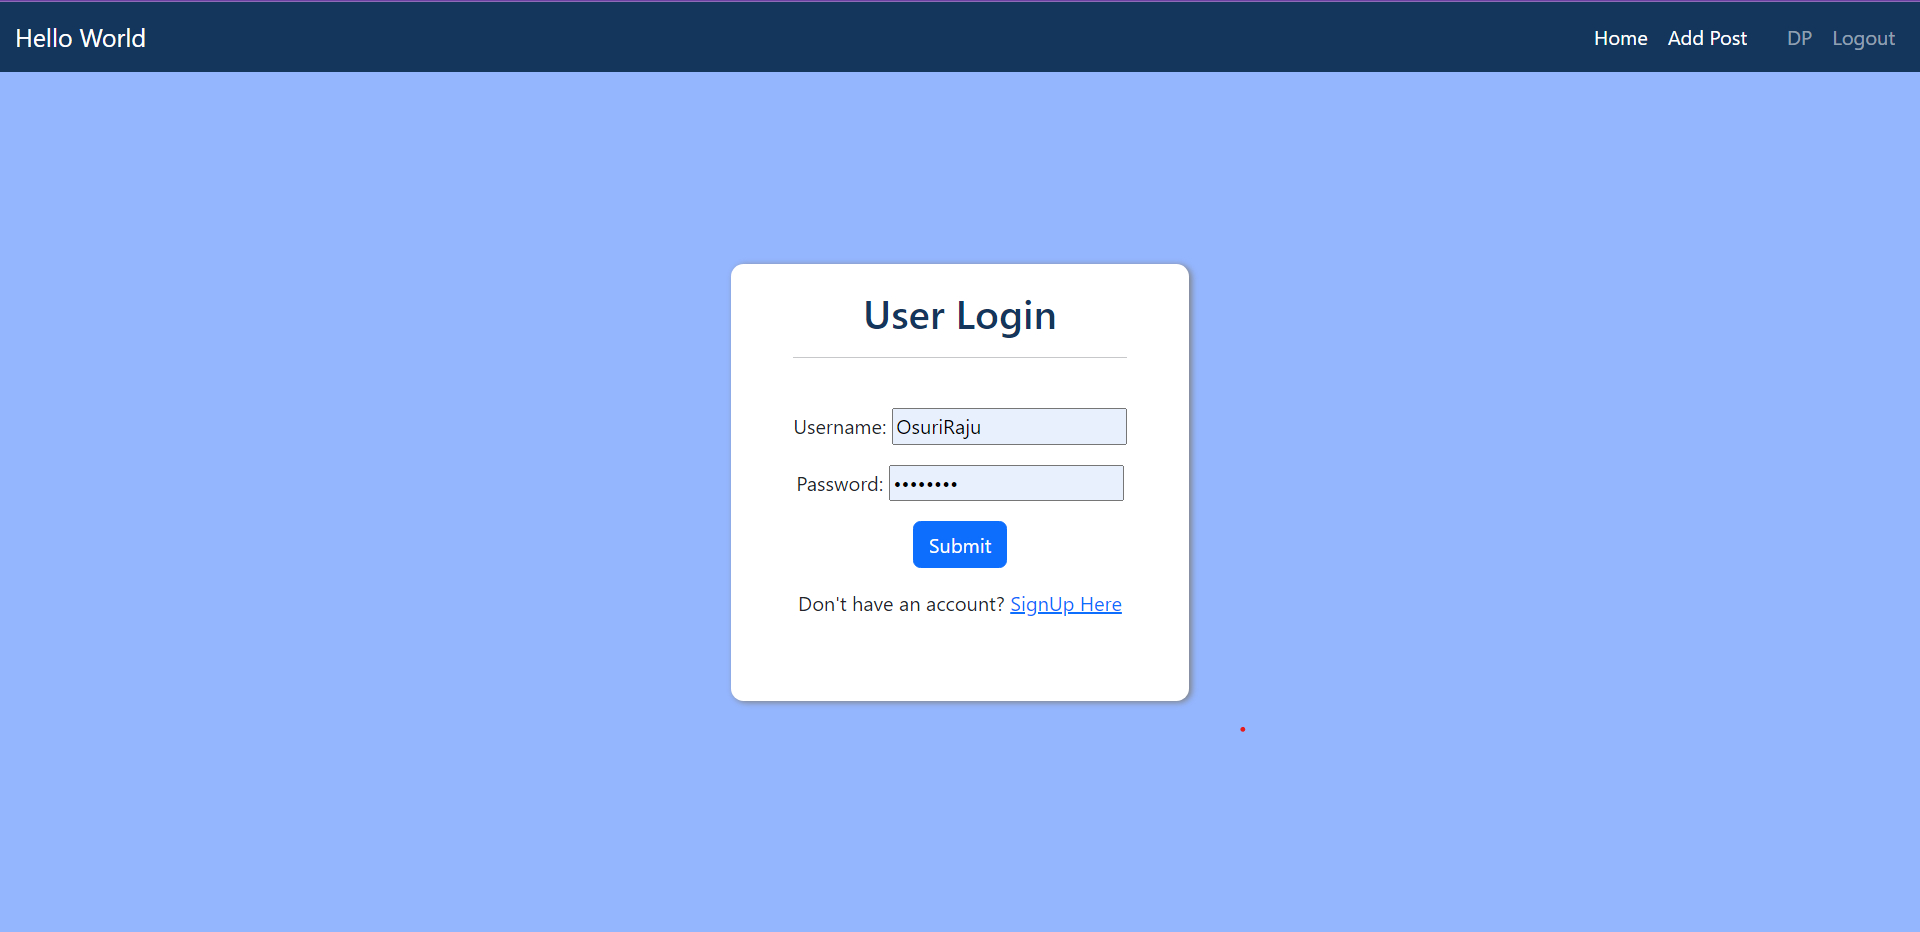 Hello World
Home Add Post DP Logout
User Login
Username: OsuriRaju
Password: ••••••••
Submit
Don't have an account? SignUp Here